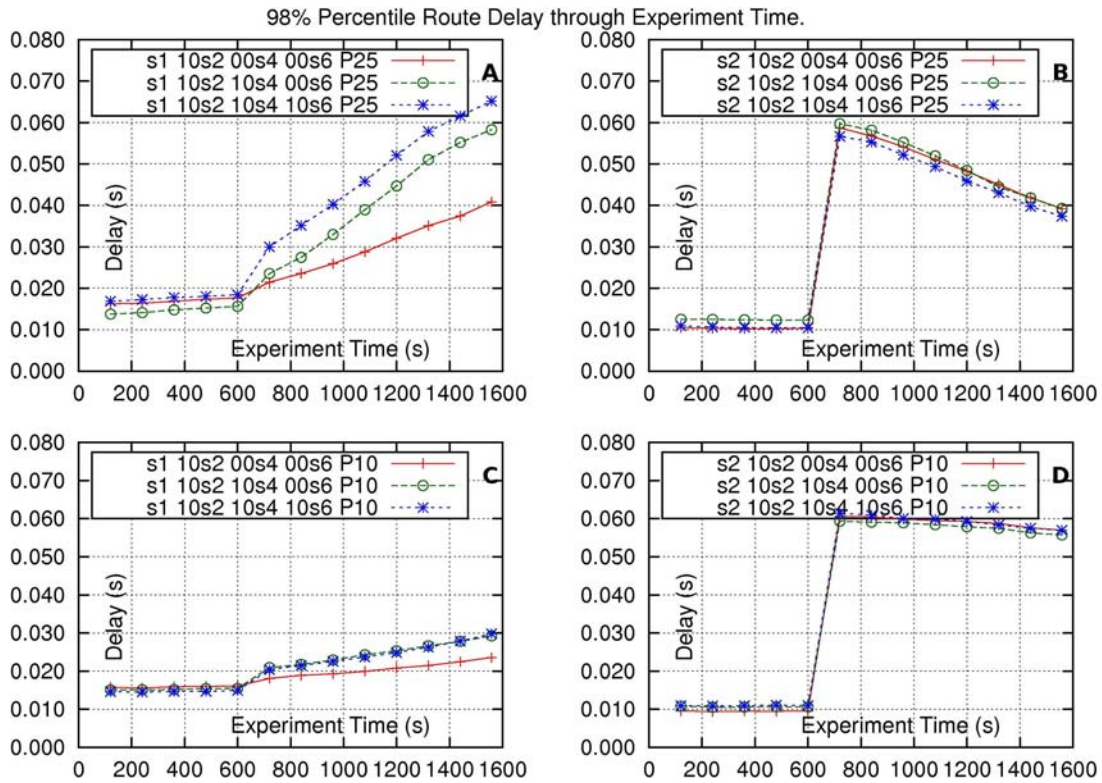 98% Percentile Route Delay through Experiment Time.
0.080
0.070
0.060
0.050
0.040
0.030
0.020
0.010
0.000
Delay (s)
s1 10s2 00s4 00s6 P25
s1 10s2 10s4 00s6 P25
s1 10s2 10s4 10s6 P25
A
Experiment Time (s)
0 200 400 600 800 1000 1200 1400 1600
0.080
0.070
0.060
0.050
0.040
0.030
0.020
0.010
0.000
Delay (s)
s2 10s2 00s4 00s6 P25
s2 10s2 10s4 00s6 P25
s2 10s2 10s4 10s6 P25
B
Experiment Time (s)
0 200 400 600 800 1000 1200 1400 1600
0.080
0.070
0.060
0.050
0.040
0.030
0.020
0.010
0.000
Delay (s)
s1 10s2 00s4 00s6 P10
s1 10s2 10s4 00s6 P10
s1 10s2 10s4 10s6 P10
C
Experiment Time (s)
0 200 400 600 800 1000 1200 1400 1600
0.080
0.070
0.060
0.050
0.040
0.030
0.020
0.010
0.000
Delay (s)
s2 10s2 00s4 00s6 P10
s2 10s2 10s4 00s6 P10
s2 10s2 10s4 10s6 P10
D
Experiment Time (s)
0 200 400 600 800 1000 1200 1400 1600